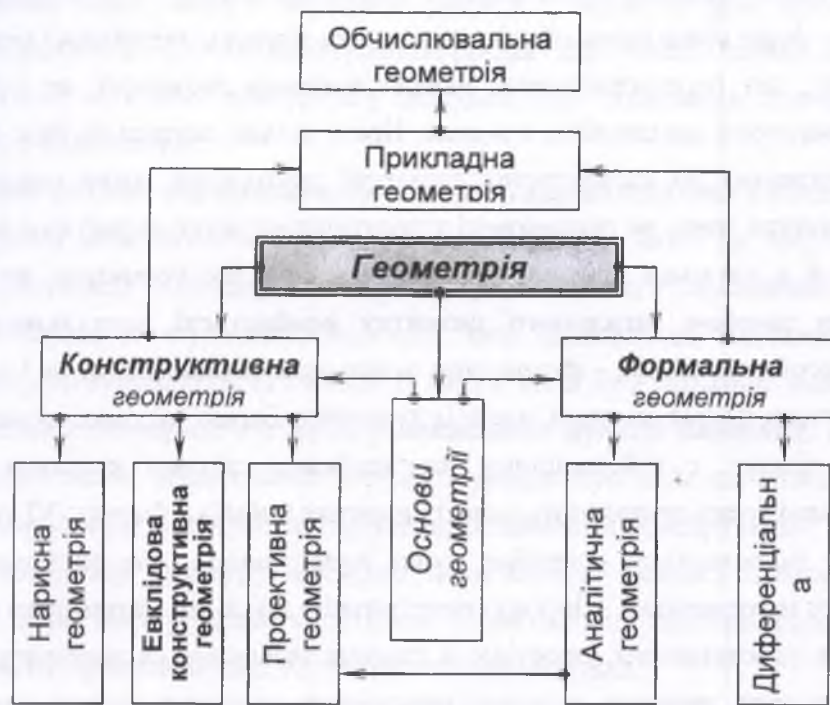 Обчислювальна
геометрія
Прикладна
геометрія
Геометрія
Конструктивна
геометрія
Формальна
геометрія
Нарисна
геометрія
Евклідова
конструктивна
геометрія
Проективна
геометрія
Основи
геометрії
Аналітична
геометрія
Диференціальн
а